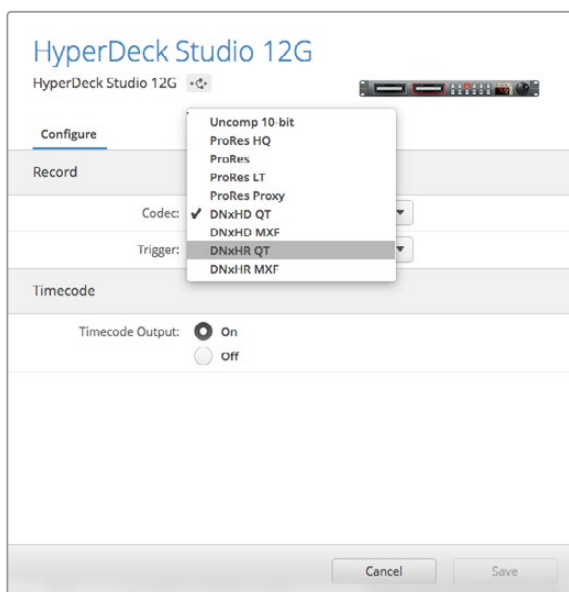 HyperDeck Studio 12G
HyperDeck Studio 12G
Configure
Record
Codec:
Uncomp 10-bit
ProRes HQ
ProRes
ProRes LT
ProRes Proxy
✓ DNxHD QT
DNxHD MXF
DNxHR QT
DNxHR MXF
Trigger:
Timecode
Timecode Output:
On
Off
Cancel
Save